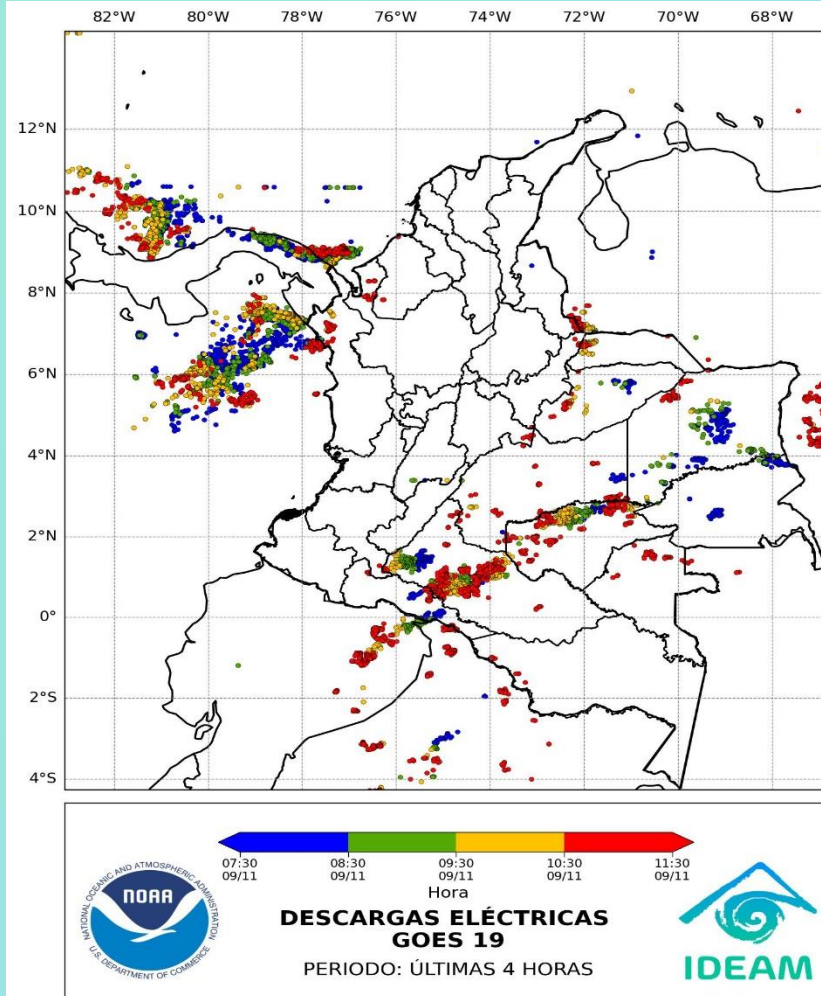 82°W 80°W 78°W 76°W 74°W 72°W 70°W 68°W
12°N
10°N
8°N
6°N
4°N
2°N
0°
2°S
4°S
07:30 08:30 09:30 10:30 11:30
09/11 09/11 09/11 09/11 09/11
Hora
DESCARGAS ELÉCTRICAS
GOES 19
PERIODO: ÚLTIMAS 4 HORAS
NATIONAL OCEANIC AND ATMOSPHERIC ADMINISTRATION
NOAA
U.S. DEPARTMENT OF COMMERCE
IDEAM